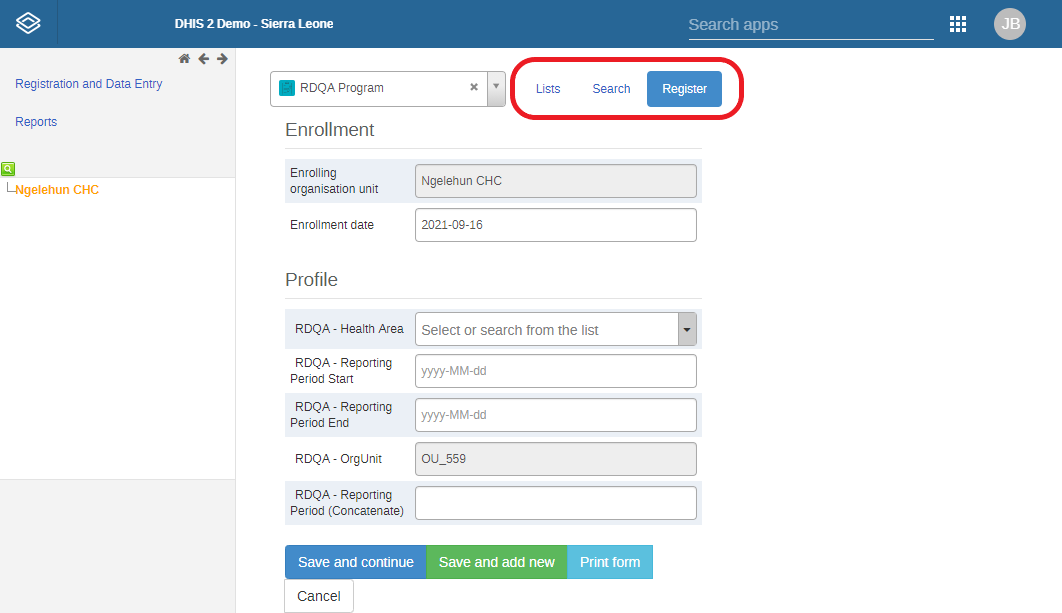 DHIS 2 Demo - Sierra Leone
Search apps
JB
Registration and Data Entry
Reports
Ngelehun CHC
RDQA Program
Lists
Search
Register
Enrollment
Enrolling
organisation unit
Ngelehun CHC
Enrollment date
2021-09-16
Profile
RDQA - Health Area
Select or search from the list
RDQA - Reporting
Period Start
yyyy-MM-dd
RDQA - Reporting
Period End
yyyy-MM-dd
RDQA - OrgUnit
OU_559
RDQA - Reporting
Period (Concatenate)
Save and continue
Save and add new
Print form
Cancel